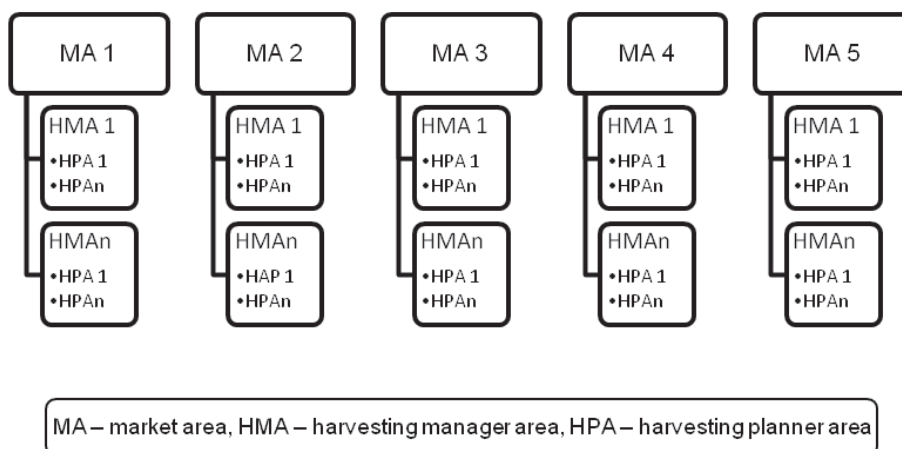 MA 1
HMA 1
•HPA 1
•HPAn
HMAn
•HPA 1
•HPAn
MA 2
HMA 1
•HPA 1
•HPAn
HMAn
•HAP 1
•HPAn
MA 3
HMA 1
•HPA 1
•HPAn
HMAn
•HPA 1
•HPAn
MA 4
HMA 1
•HPA 1
•HPAn
HMAn
•HPA 1
•HPAn
MA 5
HMA 1
•HPA 1
•HPAn
HMAn
•HPA 1
•HPAn
MA – market area, HMA – harvesting manager area, HPA – harvesting planner area